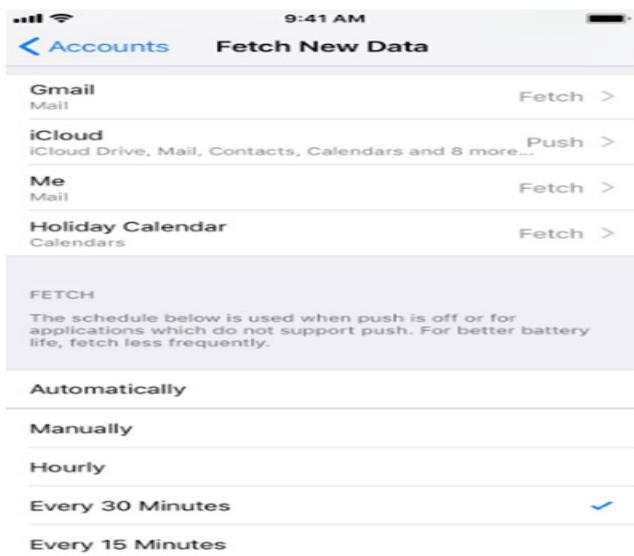 9:41 AM
Accounts Fetch New Data
Gmail
Mail
Fetch
iCloud
iCloud Drive, Mail, Contacts, Calendars and 8 more...
Push
Me
Mail
Fetch
Holiday Calendar
Calendars
Fetch
FETCH
The schedule below is used when push is off or for
applications which do not support push. For better battery
life, fetch less frequently.
Automatically
Manually
Hourly
Every 30 Minutes
Every 15 Minutes